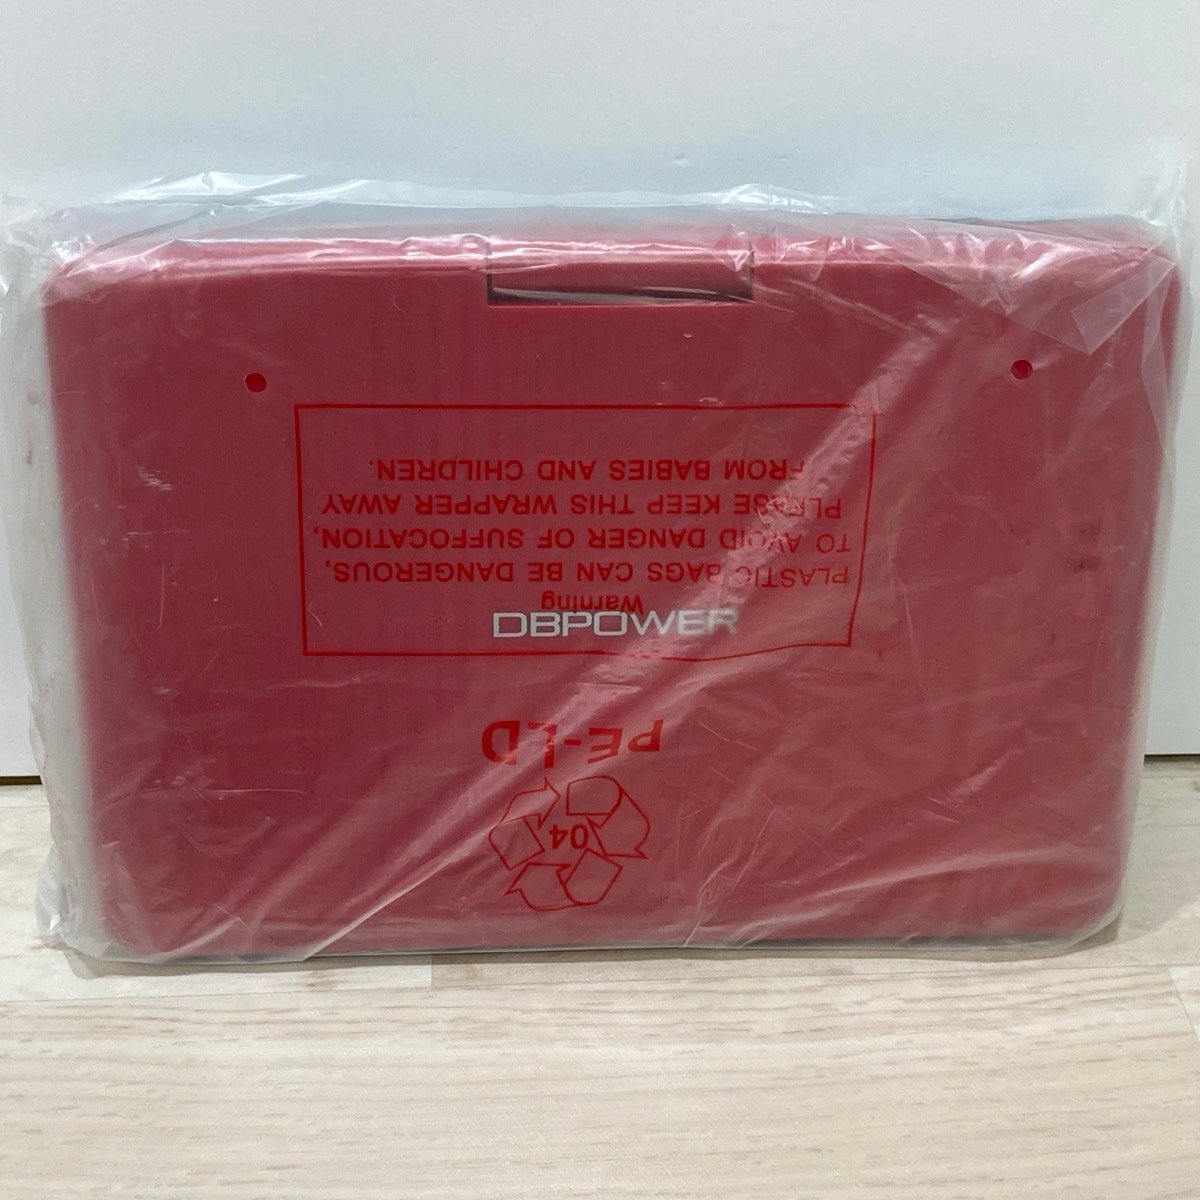 Warning
PLASTIC BAGS CAN BE DANGEROUS,
TO AVOID DANGER OF SUFFOCATION,
PLEASE KEEP THIS WRAPPER AWAY
FROM BABIES AND CHILDREN.
DBPOWER
PE-LD
04